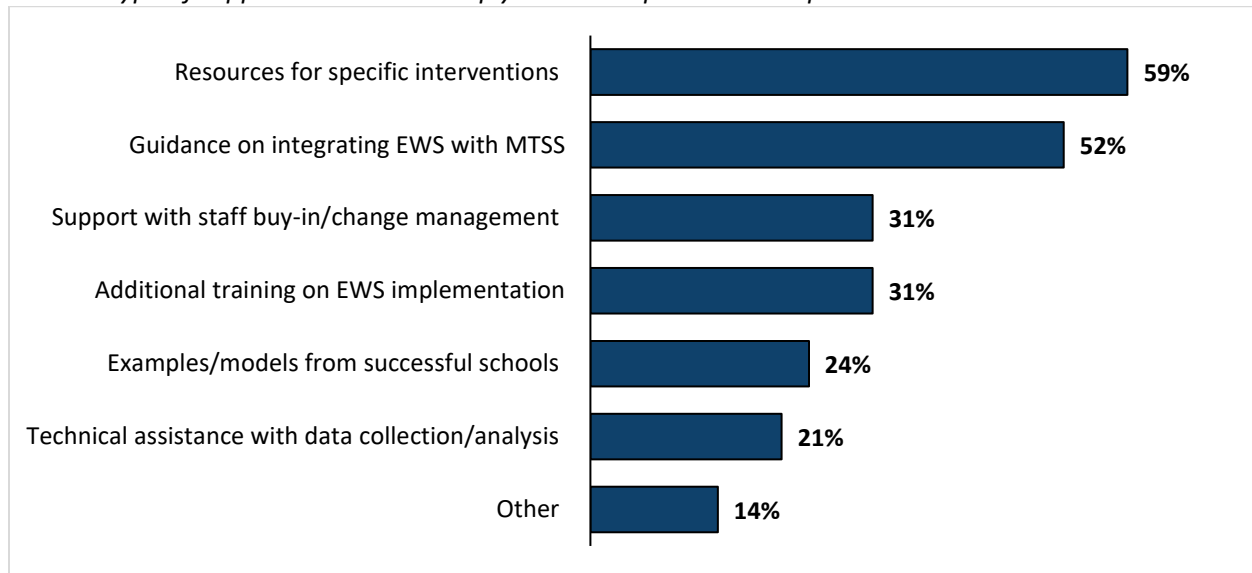 Resources for specific interventions 59%
Guidance on integrating EWS with MTSS 52%
Support with staff buy-in/change management 31%
Additional training on EWS implementation 31%
Examples/models from successful schools 24%
Technical assistance with data collection/analysis 21%
Other 14%